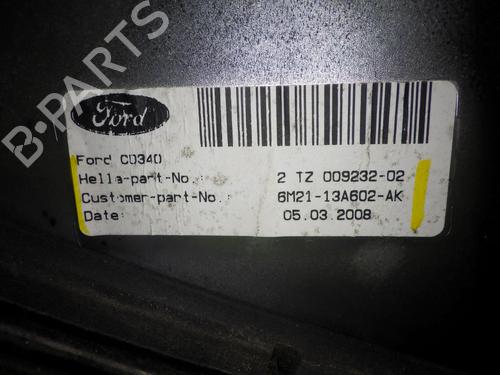 B-PARTS
Ford
Ford CD340
Hella-part-No.: 2 TZ 009232-02
Customer-part-No.: 6M21-13A602-AK
Date: 05.03.2008